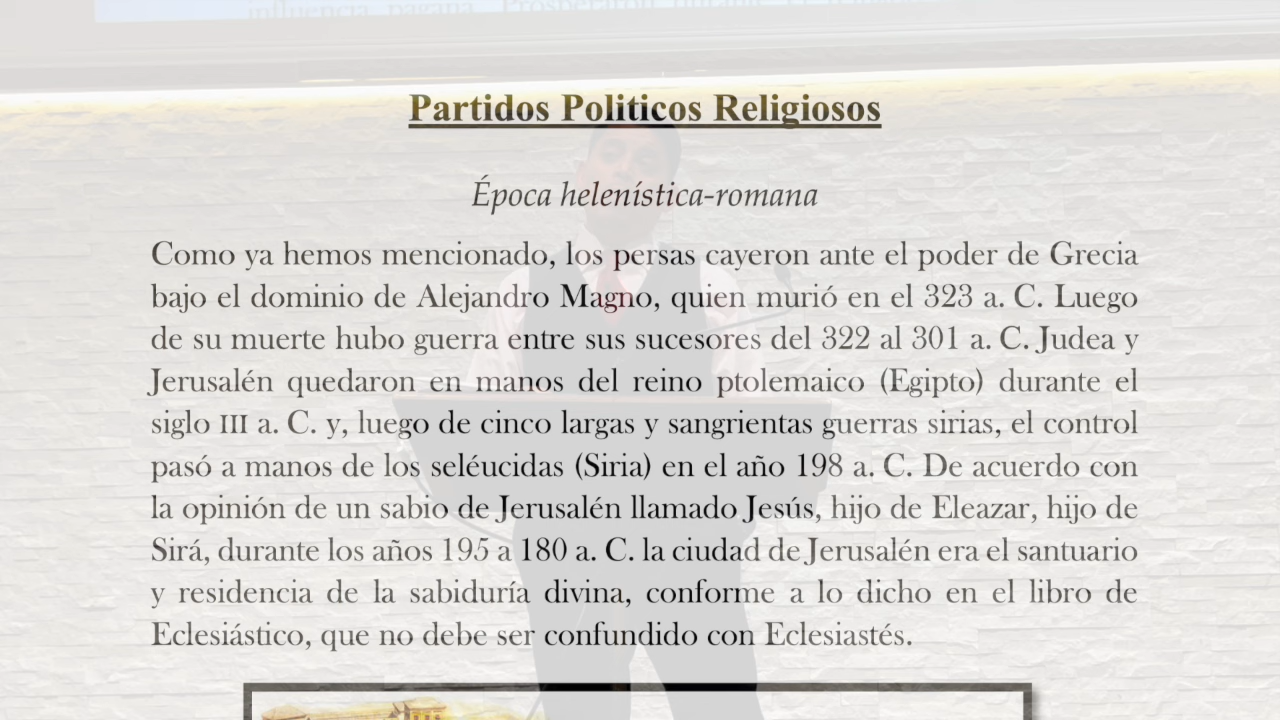 influencia pagana. Prosperaron durante
Partidos Politicos Religiosos
Época helenística-romana
Como ya hemos mencionado, los persas cayeron ante el poder de Grecia
bajo el dominio de Alejandro Magno, quien murió en el 323 a. C. Luego
de su muerte hubo guerra entre sus sucesores del 322 al 301 a. C. Judea y
Jerusalén quedaron en manos del reino ptolemaico (Egipto) durante el
siglo III a. C. y, luego de cinco largas y sangrientas guerras sirias, el control
pasó a manos de los seléucidas (Siria) en el año 198 a. C. De acuerdo con
la opinión de un sabio de Jerusalén llamado Jesús, hijo de Eleazar, hijo de
Sirá, durante los años 195 a 180 a. C. la ciudad de Jerusalén era el santuario
y residencia de la sabiduría divina, conforme a lo dicho en el libro de
Eclesiástico, que no debe ser confundido con Eclesiastés.